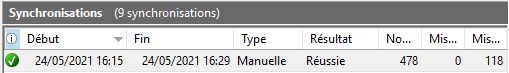 Synchronisations (9 synchronisations)
Début Fin Type Résultat No... Mis... Mis...
24/05/2021 16:15 24/05/2021 16:29 Manuelle Réussie 478 0 118